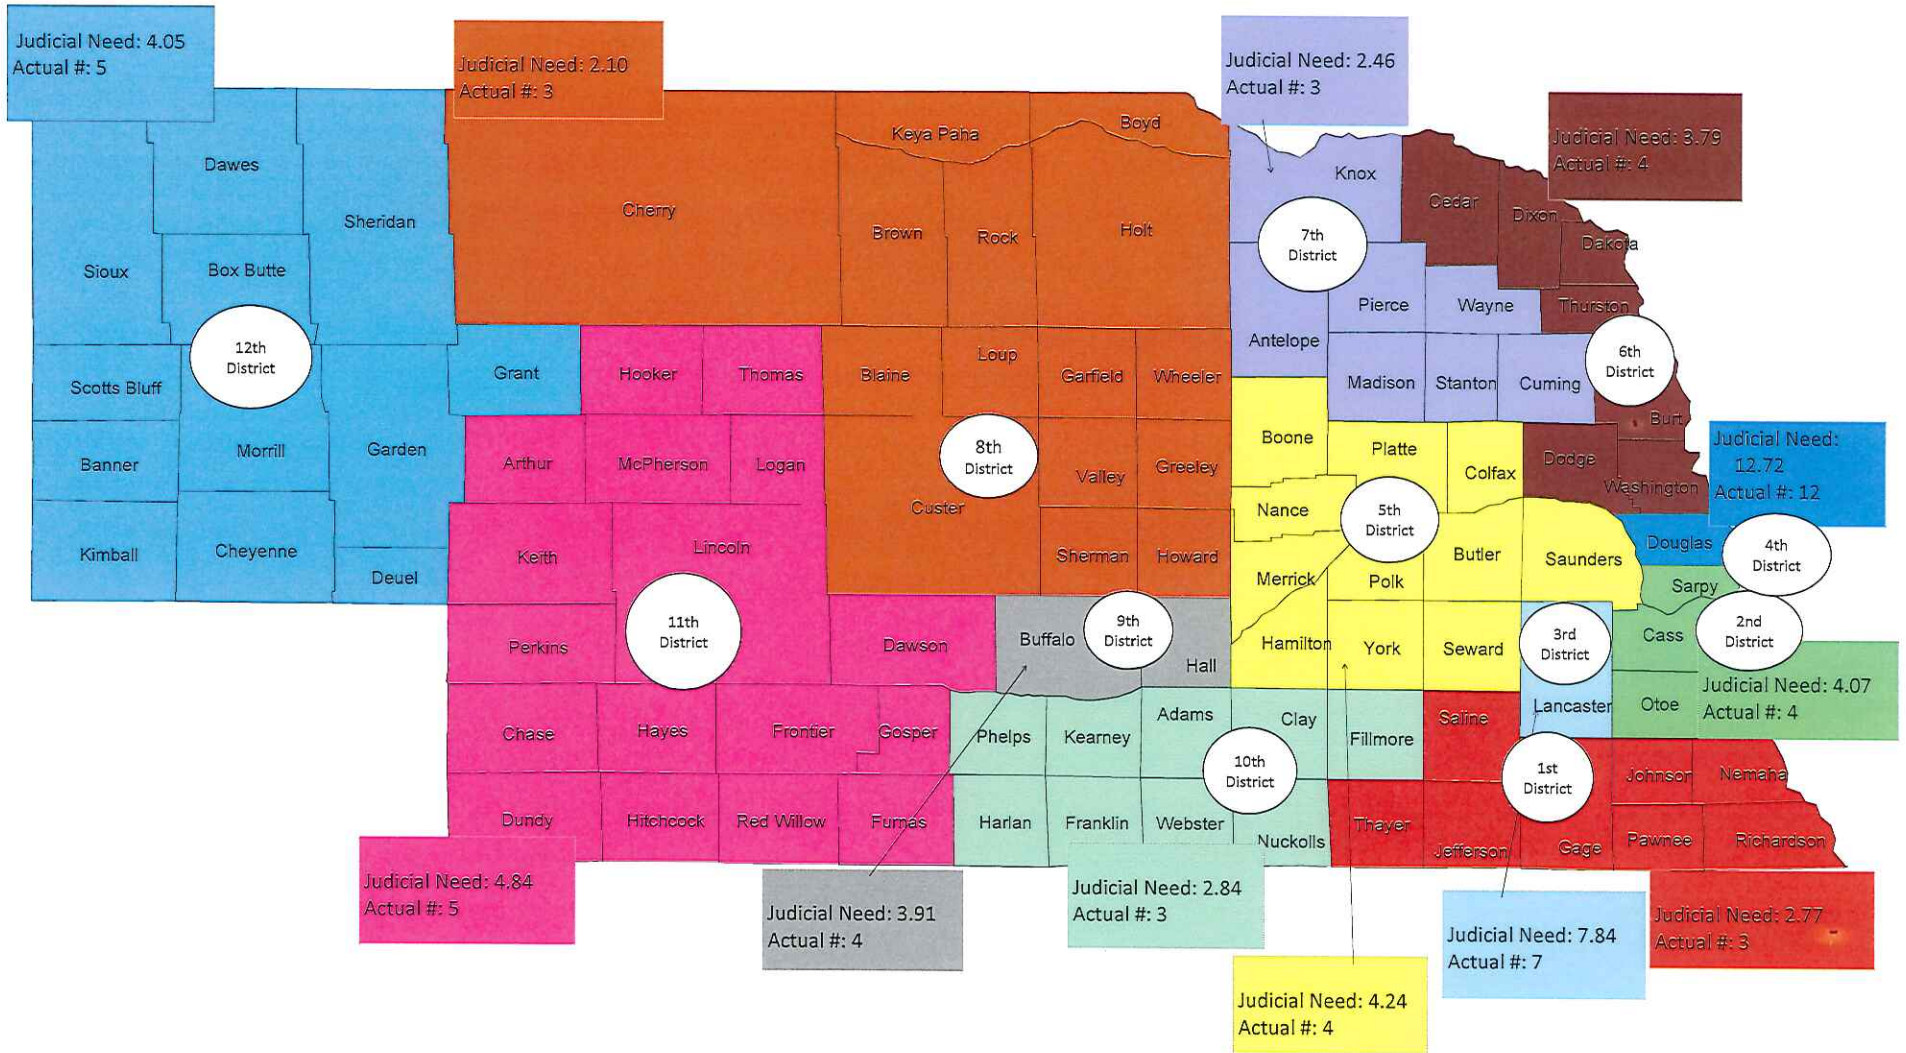 Judicial Need: 4.05
Actual #: 5
Judicial Need: 2.10
Actual #: 3
Judicial Need: 2.46
Actual #: 3
Judicial Need: 3.79
Actual #: 4
Dawes
Sheridan
Sioux
Box Butte
12th
District
Scotts Bluff
Banner
Morrill
Garden
Kimball
Cheyenne
Deuel
Grant
Cherry
Keya Paha
Boyd
Brown
Rock
Holt
Blaine
Loup
Garfield
Wheeler
8th
District
Custer
Valley
Greeley
Sherman
Howard
Knox
7th
District
Antelope
Pierce
Wayne
Madison
Stanton
Cuming
Cedar
Dixon
Dakota
Thurston
6th
District
Burt
Dodge
Washington
Hooker
Thomas
Arthur
McPherson
Logan
Keith
Lincoln
11th
District
Perkins
Dawson
Chase
Hayes
Frontier
Gosper
Dundy
Hitchcock
Red Willow
Furnas
Boone
Platte
Colfax
Nance
5th
District
Merrick
Polk
Butler
Saunders
Hamilton
York
Seward
Judicial Need:
12.72
Actual #: 12
Douglas
4th
District
Sarpy
Cass
2nd
District
Otoe
Judicial Need: 4.07
Actual #: 4
3rd
District
Lancaster
Buffalo
9th
District
Hall
Phelps
Kearney
Adams
Clay
Fillmore
10th
District
Harlan
Franklin
Webster
Nuckolls
Saline
1st
District
Johnson
Nemaha
Thayer
Jefferson
Gage
Pawnee
Richardson
Judicial Need: 4.84
Actual #: 5
Judicial Need: 3.91
Actual #: 4
Judicial Need: 2.84
Actual #: 3
Judicial Need: 4.24
Actual #: 4
Judicial Need: 7.84
Actual #: 7
Judicial Need: 2.77
Actual #: 3